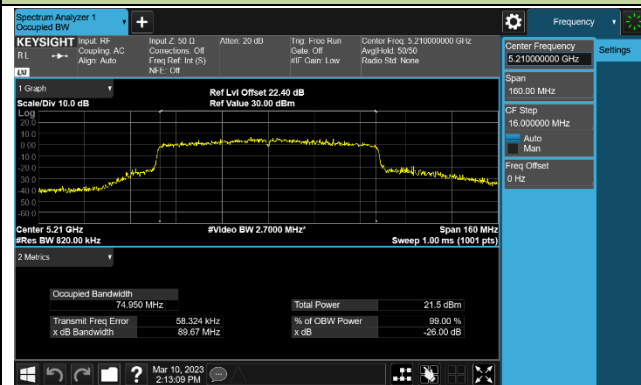 Spectrum Analyzer 1
Occupied BW
Frequency
KEYSIGHT
RL
LXI
Input: RF
Coupling: AC
Align: Auto
Input Z: 50 Ω
Corrections: Off
Freq Ref: Int (S)
NFE: Off
Atten: 20 dB
Trig: Free Run
Gate: Off
#IF Gain: Low
Center Freq: 5.210000000 GHz
Avg|Hold: 50/50
Radio Std: None
Center Frequency
5.210000000 GHz
Settings
Span
160.00 MHz
CF Step
16.000000 MHz
Auto
Man
Freq Offset
0 Hz
1 Graph
Scale/Div 10.0 dB
Ref Lvl Offset 22.40 dB
Ref Value 30.00 dBm
Log
20.0
10.0
0.00
-10.0
-20.0
-30.0
-40.0
-50.0
-60.0
Center 5.21 GHz
#Video BW 2.7000 MHz*
Span 160 MHz
#Res BW 820.00 kHz
Sweep 1.00 ms (1001 pts)
2 Metrics
Occupied Bandwidth
74.950 MHz
Total Power 21.5 dBm
Transmit Freq Error 58.324 kHz
% of OBW Power 99.00 %
x dB Bandwidth 89.67 MHz
x dB -26.00 dB
Mar 10, 2023
2:13:09 PM